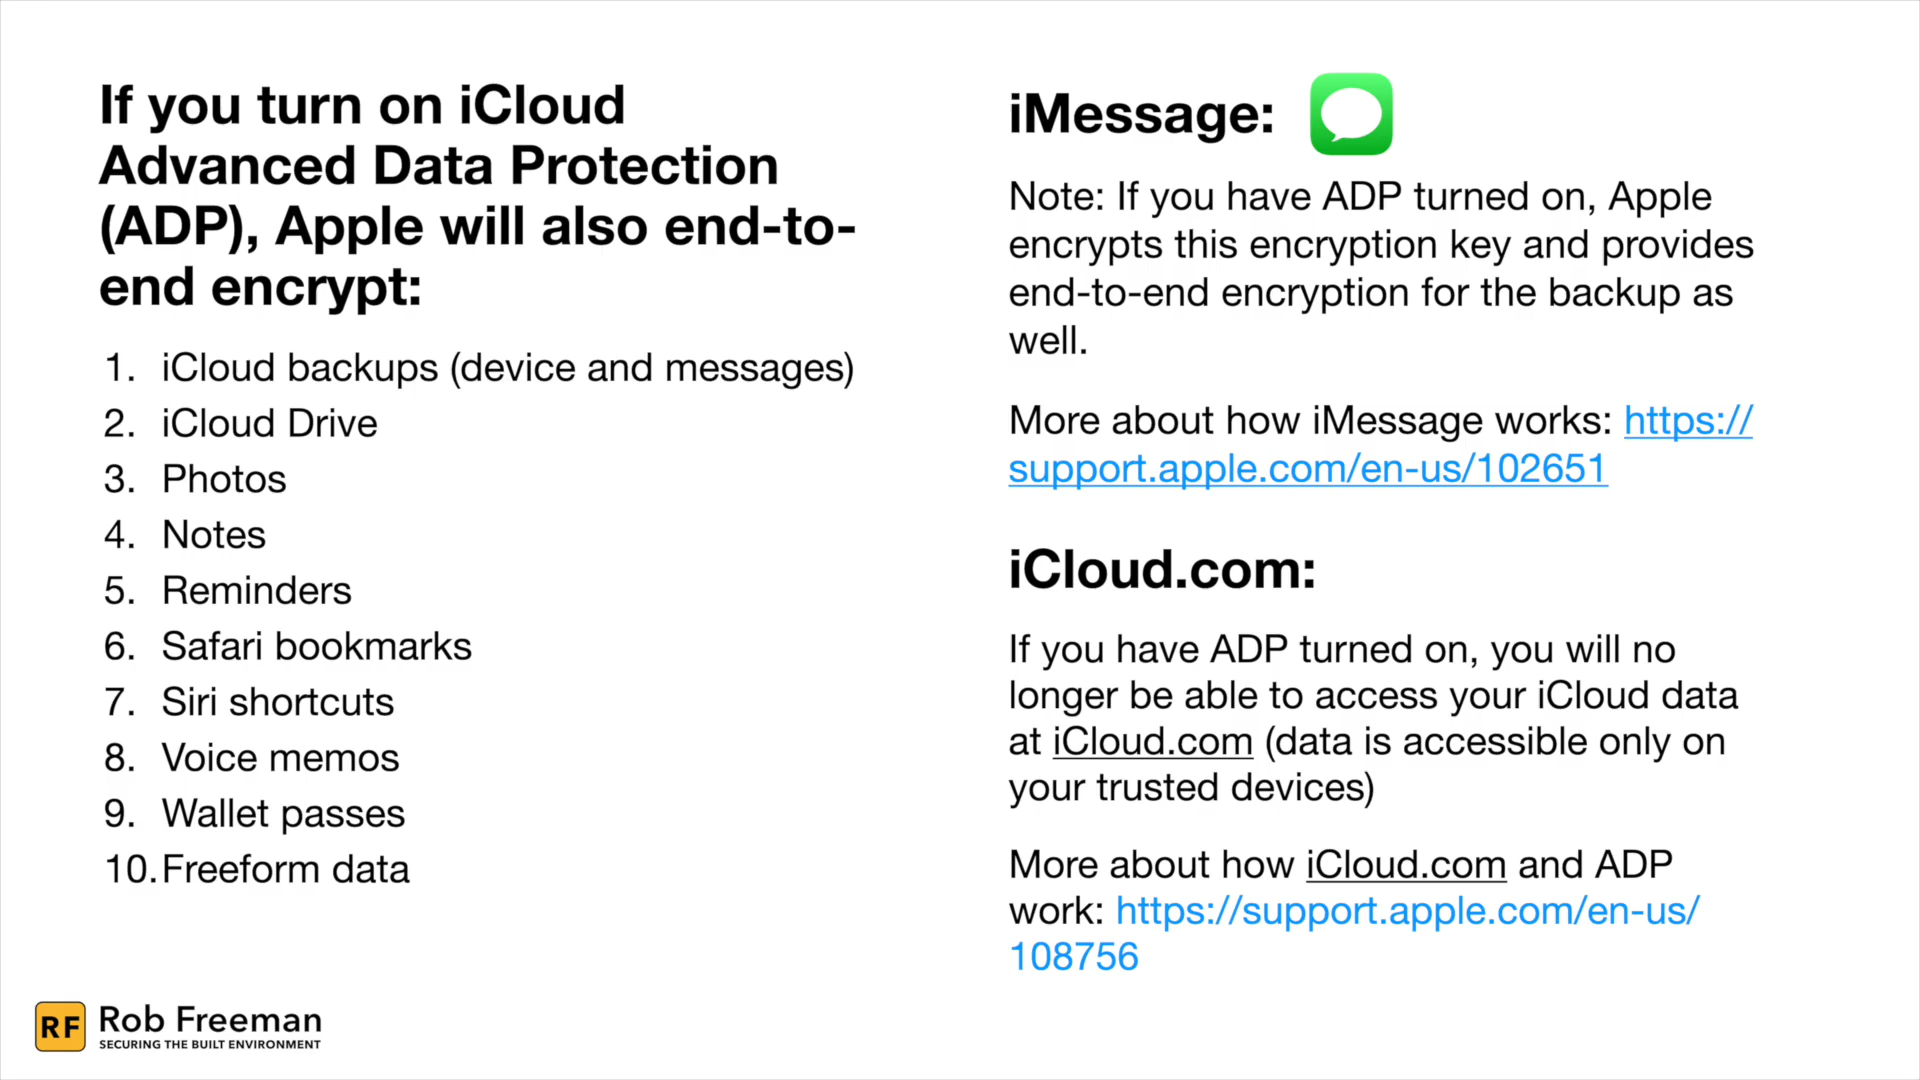 If you turn on iCloud
Advanced Data Protection
(ADP), Apple will also end-to-
end encrypt:
1. iCloud backups (device and messages)
2. iCloud Drive
3. Photos
4. Notes
5. Reminders
6. Safari bookmarks
7. Siri shortcuts
8. Voice memos
9. Wallet passes
10. Freeform data
iMessage:
Note: If you have ADP turned on, Apple
encrypts this encryption key and provides
end-to-end encryption for the backup as
well.
More about how iMessage works: https://
support.apple.com/en-us/102651
iCloud.com:
If you have ADP turned on, you will no
longer be able to access your iCloud data
at iCloud.com (data is accessible only on
your trusted devices)
More about how iCloud.com and ADP
work: https://support.apple.com/en-us/
108756
RF Rob Freeman
SECURING THE BUILT ENVIRONMENT